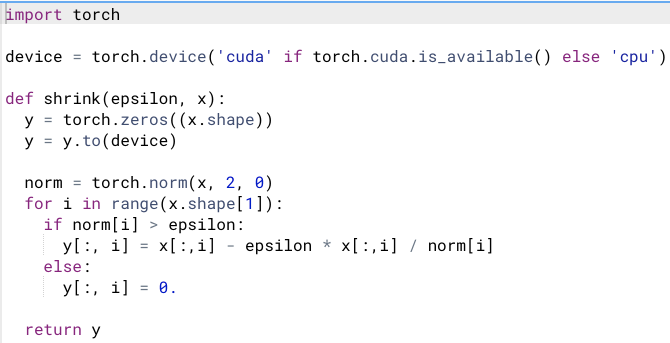 import torch

device = torch.device('cuda' if torch.cuda.is_available() else 'cpu')

def shrink(epsilon, x):
  y = torch.zeros((x.shape))
  y = y.to(device)

  norm = torch.norm(x, 2, 0)
  for i in range(x.shape[1]):
    if norm[i] > epsilon:
      y[:, i] = x[:,i] - epsilon * x[:,i] / norm[i]
    else:
      y[:, i] = 0.

  return y